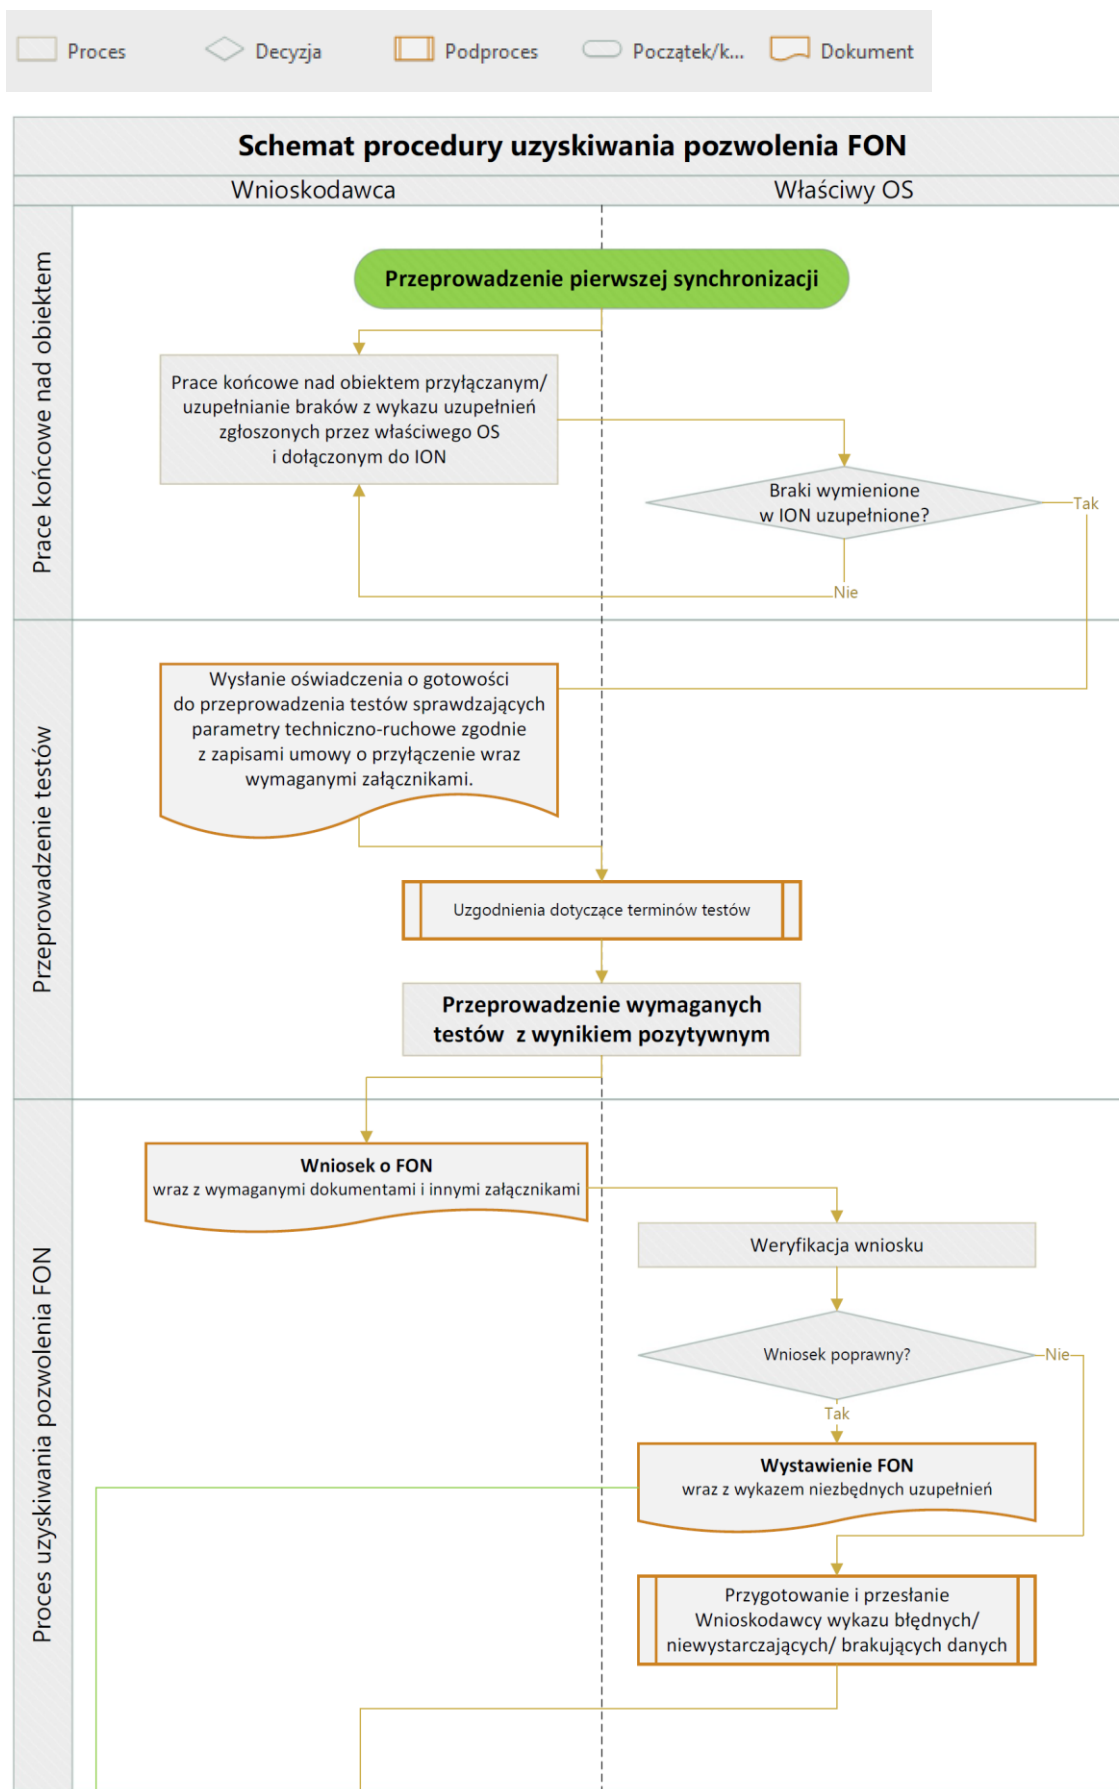 Proces
Decyzja
Podproces
Początek/k...
Dokument
Schemat procedury uzyskiwania pozwolenia FON
Wnioskodawca
Właściwy OS
Prace końcowe nad obiektem
Przeprowadzenie pierwszej synchronizacji
Prace końcowe nad obiektem przyłączanym/
uzupełnianie braków z wykazu uzupełnień
zgłoszonych przez właściwego OS
i dołączonym do ION
Braki wymienione
w ION uzupełnione?
Tak
Nie
Przeprowadzenie testów
Wysłanie oświadczenia o gotowości
do przeprowadzenia testów sprawdzających
parametry techniczno-ruchowe zgodnie
z zapisami umowy o przyłączenie wraz
wymaganymi załącznikami.
Uzgodnienia dotyczące terminów testów
Przeprowadzenie wymaganych
testów z wynikiem pozytywnym
Proces uzyskiwania pozwolenia FON
Wniosek o FON
wraz z wymaganymi dokumentami i innymi załącznikami
Weryfikacja wniosku
Wniosek poprawny?
Nie
Tak
Wystawienie FON
wraz z wykazem niezbędnych uzupełnień
Przygotowanie i przesłanie
Wnioskodawcy wykazu błędnych/
niewystarczających/ brakujących danych